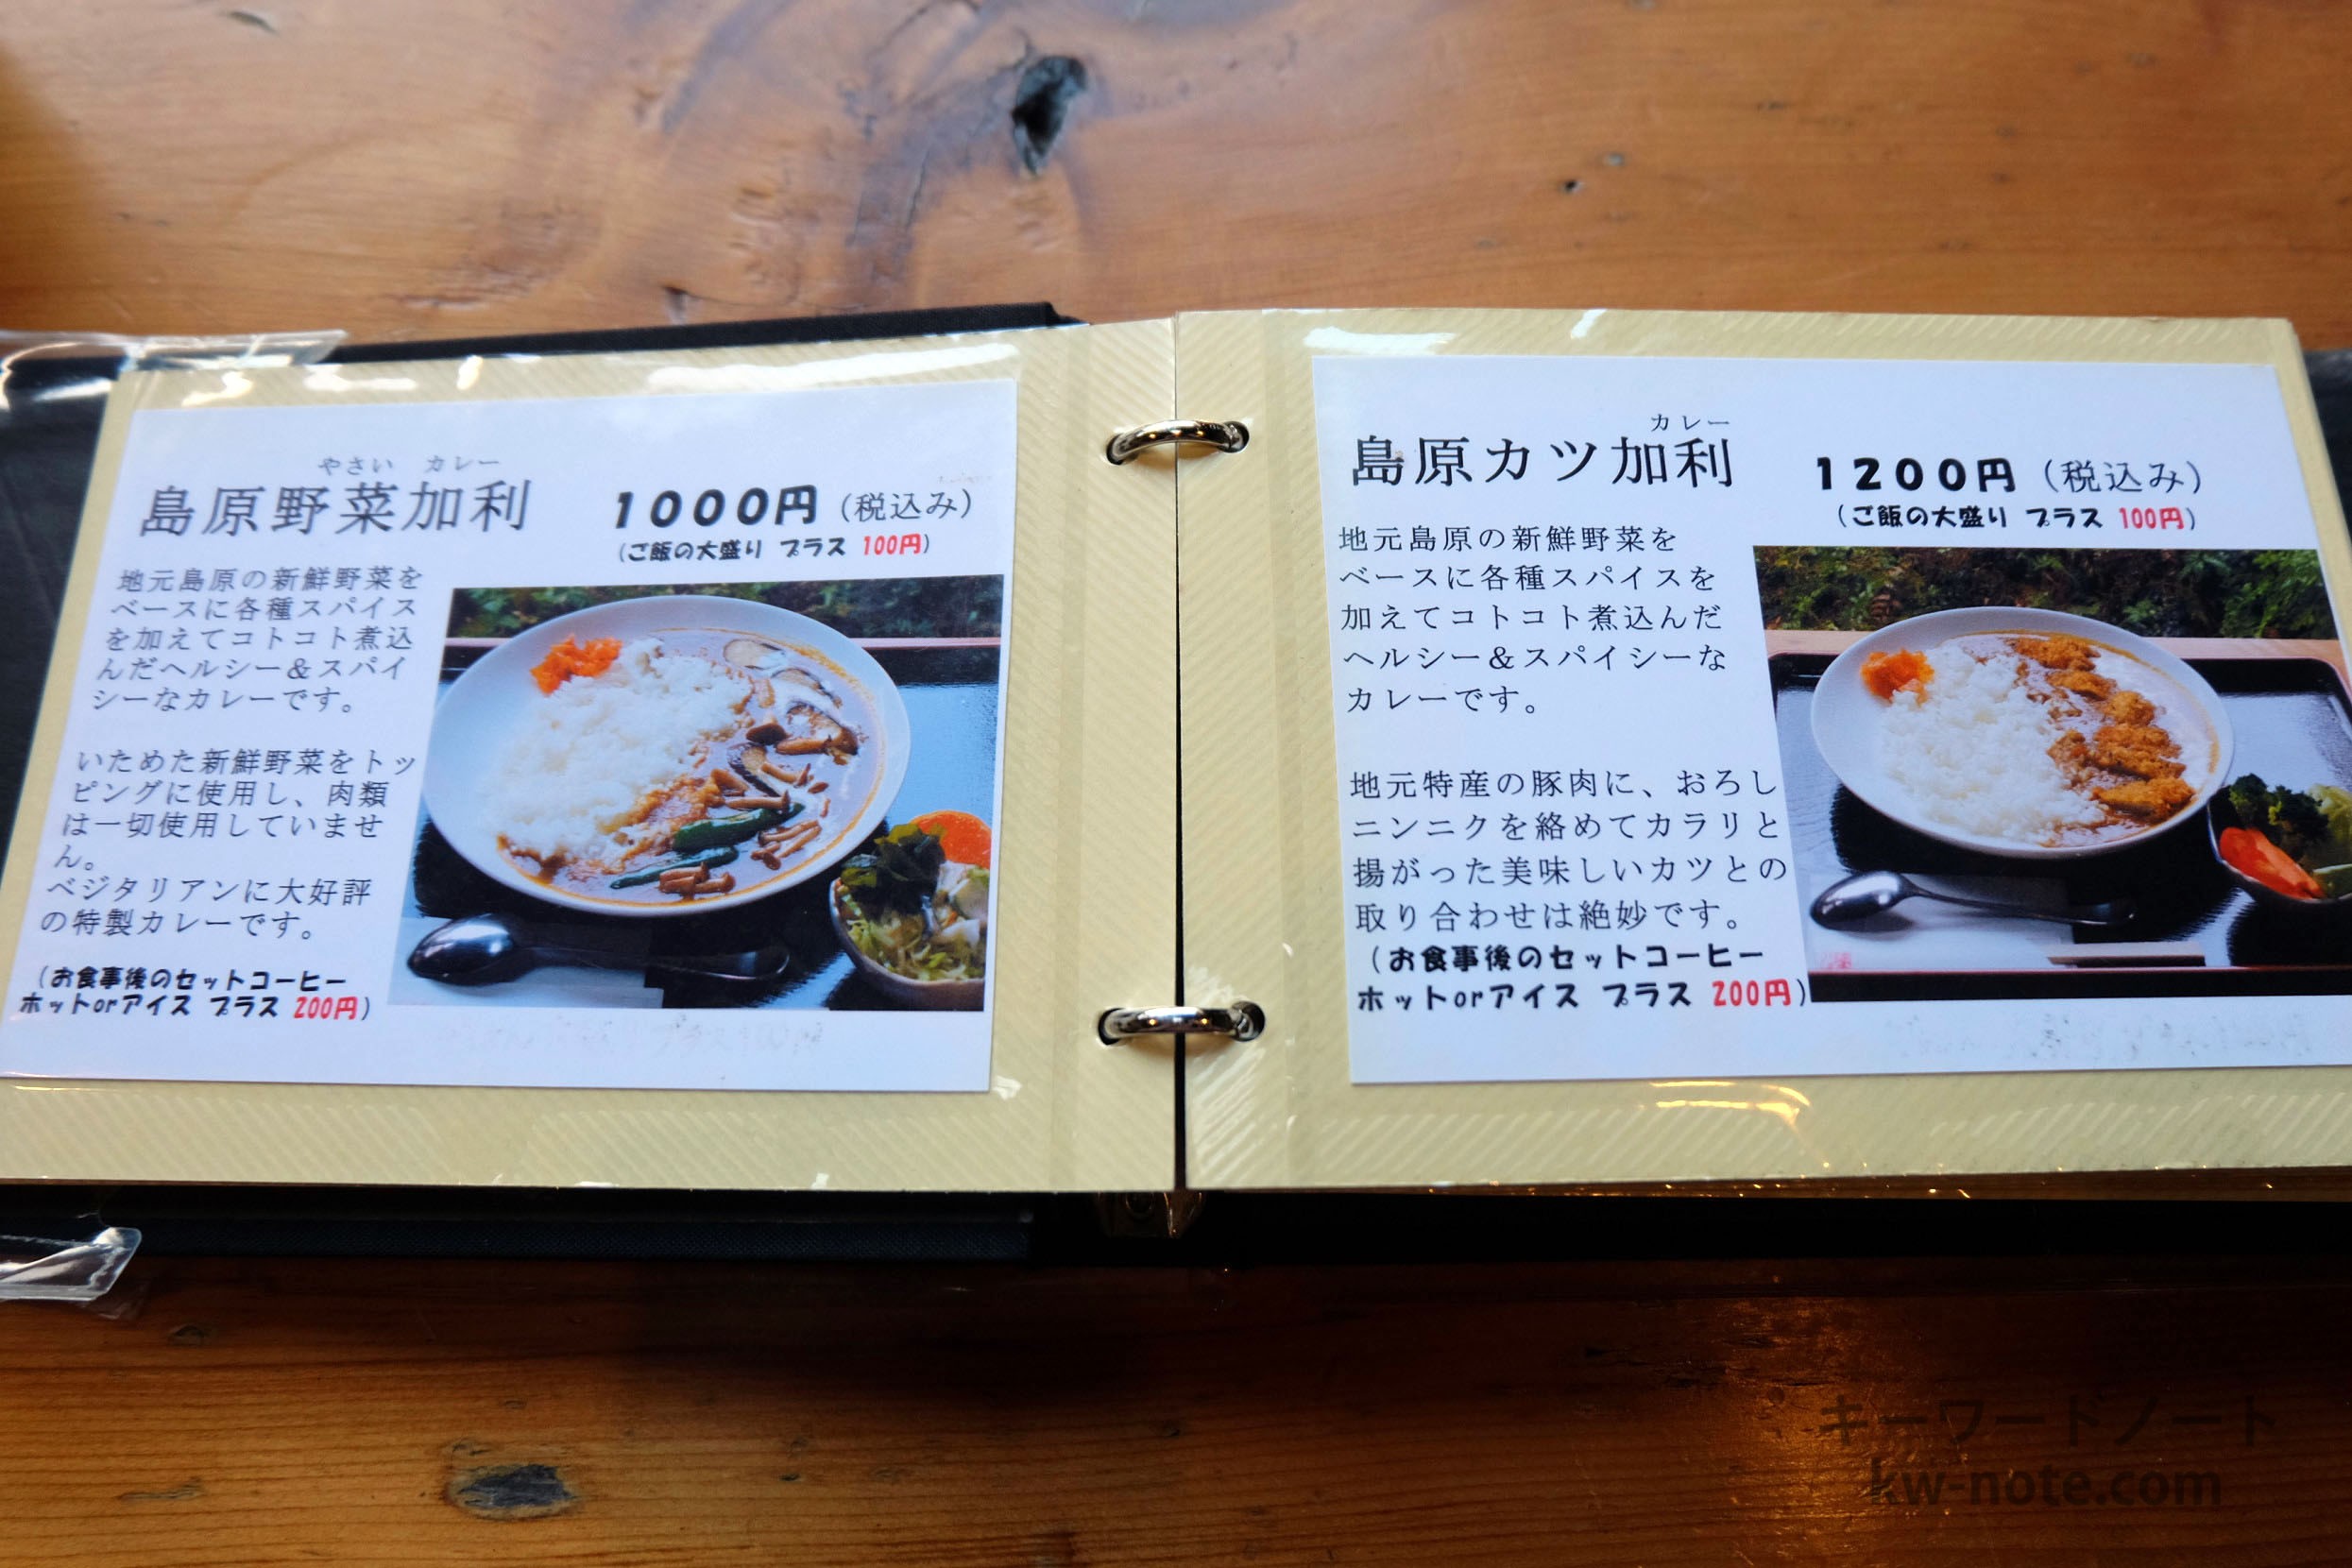 やさい カレー
島原野菜加利
1000円(税込み)
(ご飯の大盛り プラス 100円)
地元島原の新鮮野菜を
ベースに各種スパイス
を加えてコトコト煮込
んだヘルシー&スパイ
シーなカレーです。
いためた新鮮野菜をトッ
ピングに使用し、肉類
は一切使用していませ
ん。
ベジタリアンに大好評
の特製カレーです。
(お食事後のセットコーヒー
ホットorアイス プラス 200円)
カレー
島原カツ加利
1200円(税込み)
(ご飯の大盛り プラス 100円)
地元島原の新鮮野菜を
ベースに各種スパイスを
加えてコトコト煮込んだ
ヘルシー&スパイシーな
カレーです。
地元特産の豚肉に、おろし
ニンニクを絡めてカラリと
揚がった美味しいカツとの
取り合わせは絶妙です。
(お食事後のセットコーヒー
ホットorアイス プラス 200円)
キーワードノート
kw-note.com